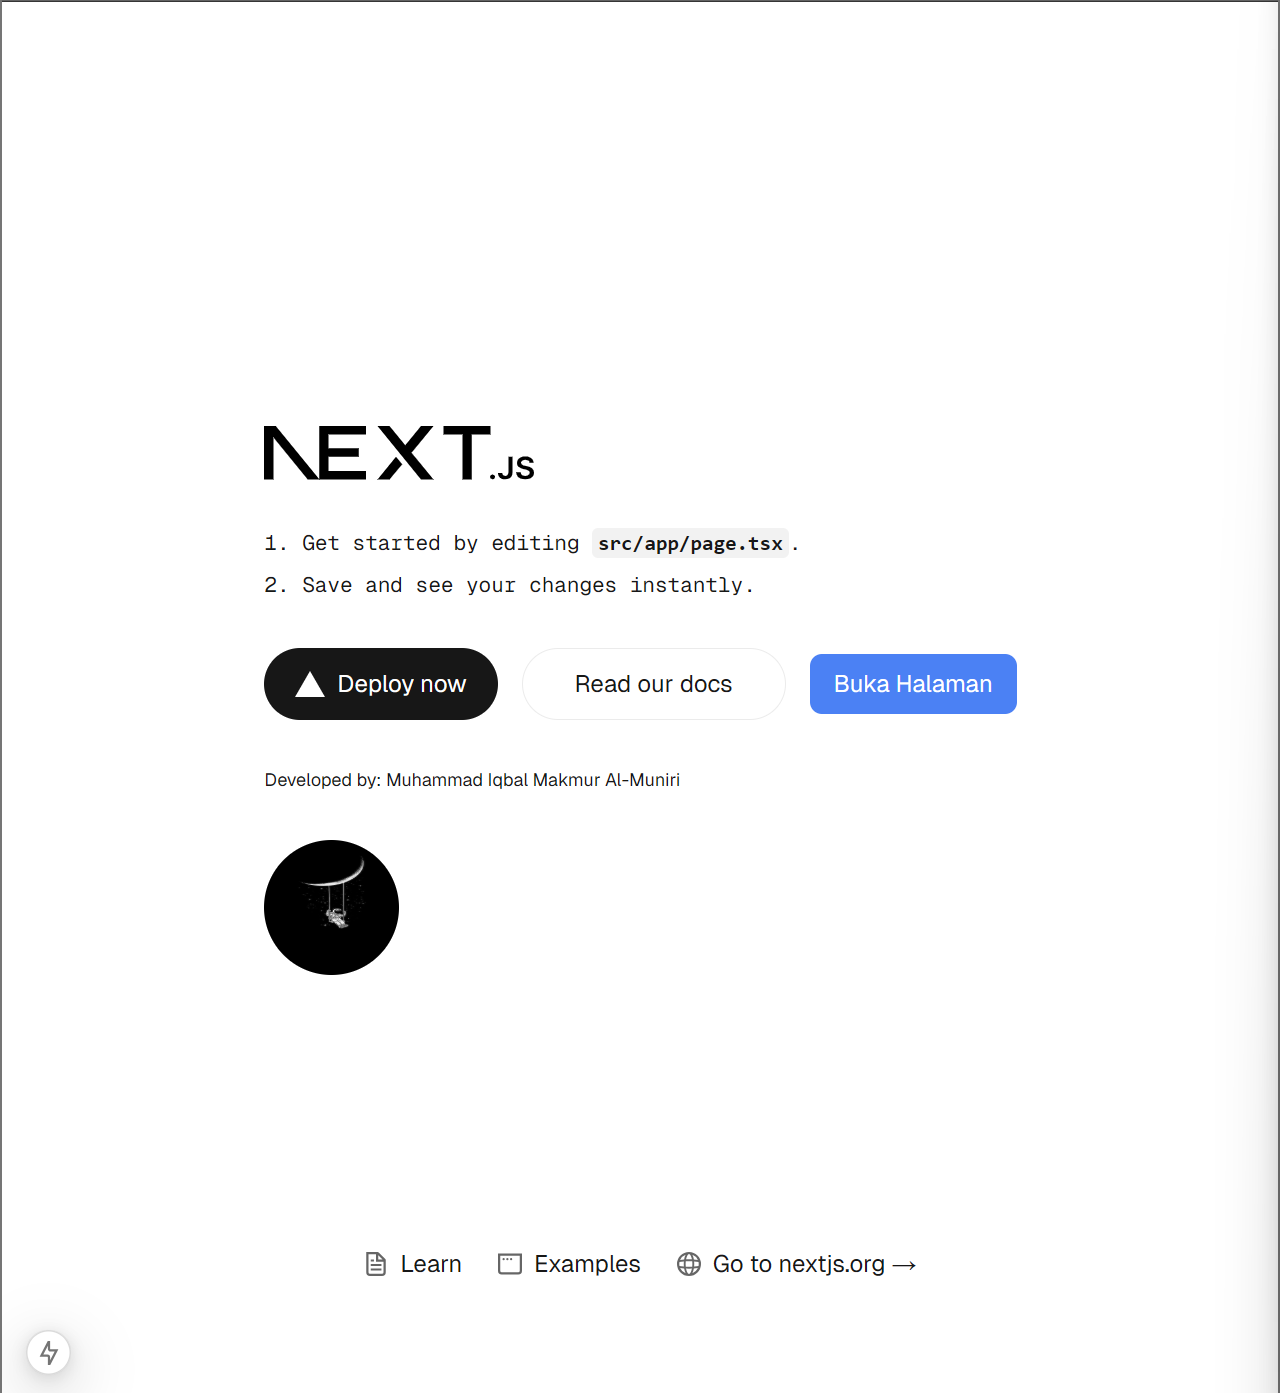 NEXT.JS
1. Get started by editing src/app/page.tsx.
2. Save and see your changes instantly.
Deploy now Read our docs Buka Halaman
Developed by: Muhammad Iqbal Makmur Al-Muniri
Learn Examples Go to nextjs.org →